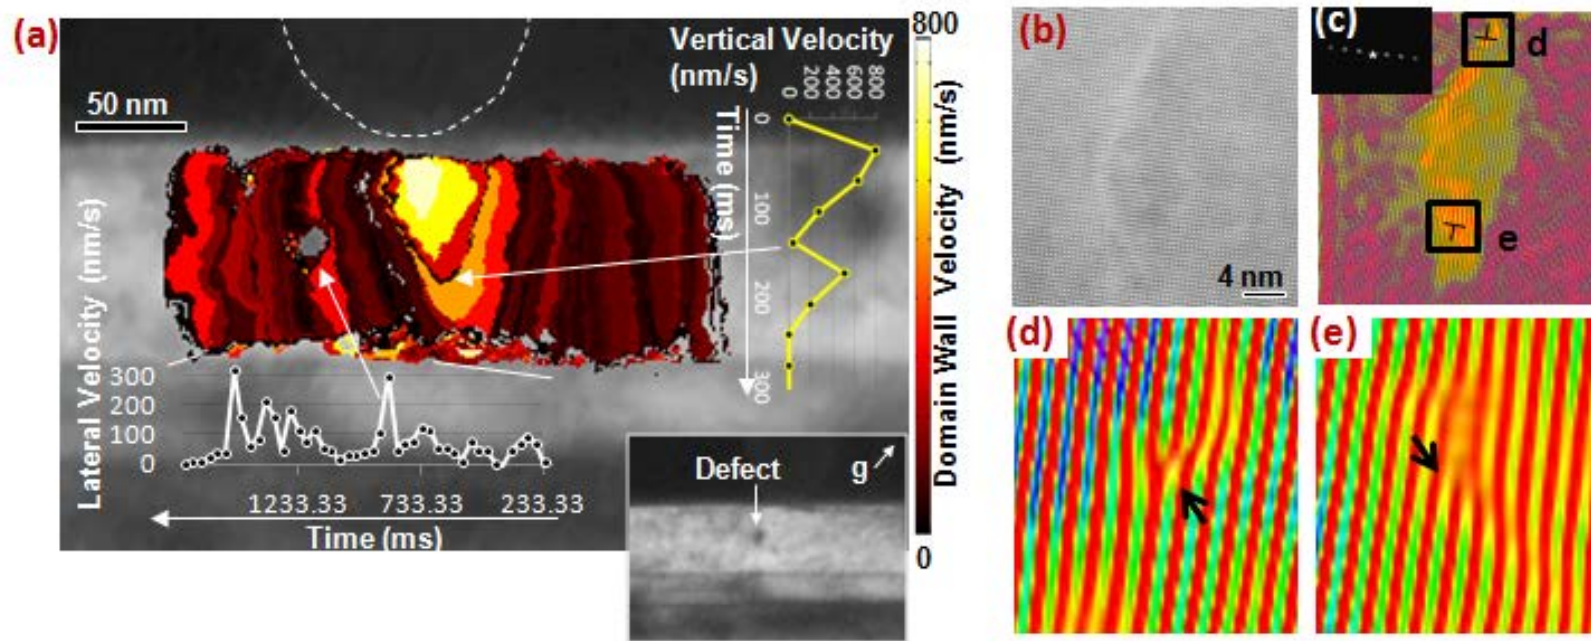 (a)
50 nm
Vertical Velocity
(nm/s)
0
200
400
600
800
Time (ms)
0
100
200
300
800
Domain Wall Velocity (nm/s)
0
Lateral Velocity (nm/s)
300
200
100
0
1233.33 733.33 233.33
Time (ms)
Defect
g
(b)
4 nm
(c)
d
e
(d)
(e)